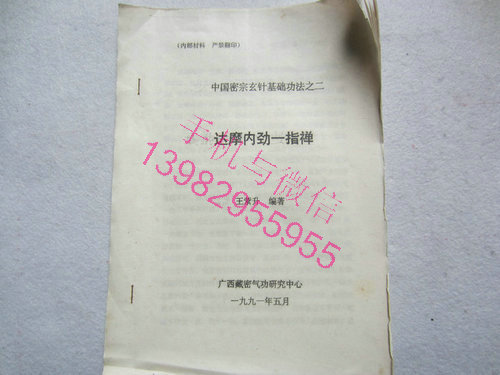 (内部材料 严禁翻印)
中国密宗玄针基础功法之二
达摩内劲一指禅
手机与微信
13982955955
编著
广西藏密气功研究中心
一九九一年五月